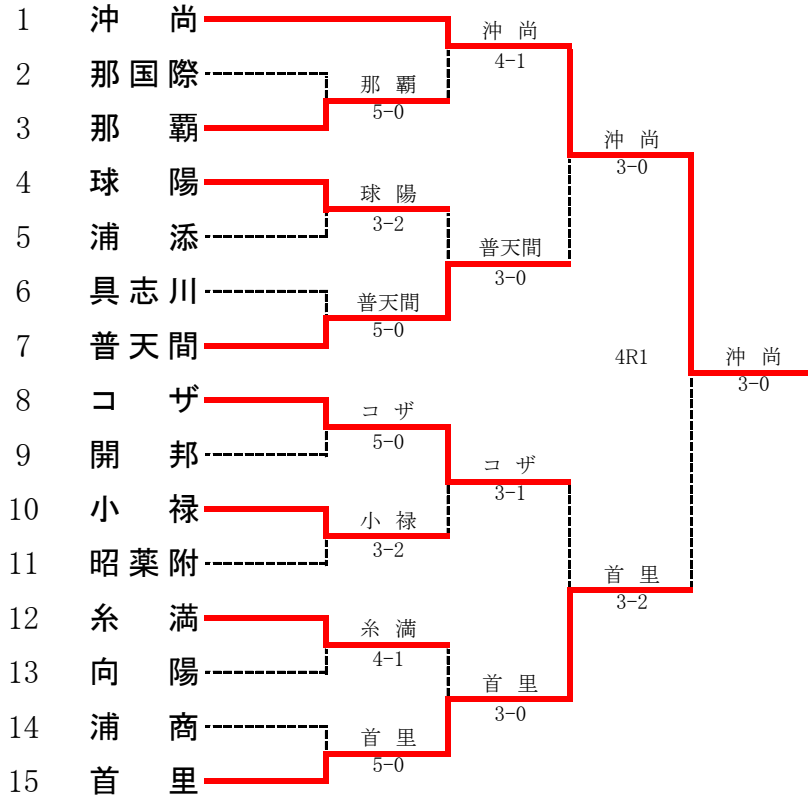 1 沖 尚
2 那国際
3 那 覇
4 球 陽
5 浦 添
6 具志川
7 普天間
8 コ ザ
9 開 邦
10 小 禄
11 昭薬附
12 糸 満
13 向 陽
14 浦 商
15 首 里
那 覇
5-0
球 陽
3-2
普天間
5-0
コ ザ
5-0
小 禄
3-2
糸 満
4-1
首 里
5-0
沖 尚
4-1
普天間
3-0
コ ザ
3-1
首 里
3-0
沖 尚
3-0
首 里
3-2
4R1
沖 尚
3-0